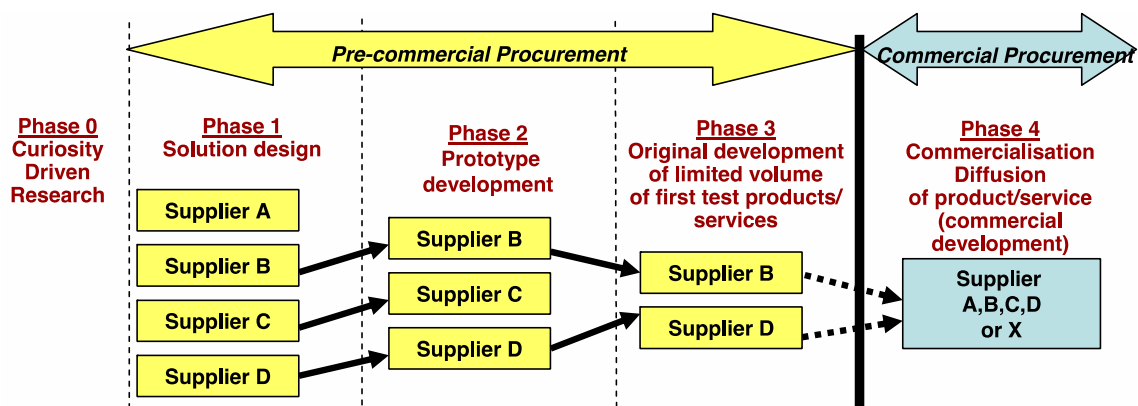 Pre-commercial Procurement
Commercial Procurement
Phase 0
Curiosity
Driven
Research
Phase 1
Solution design
Supplier A
Supplier B
Supplier C
Supplier D
Phase 2
Prototype
development
Supplier B
Supplier C
Supplier D
Phase 3
Original development
of limited volume
of first test products/
services
Supplier B
Supplier D
Phase 4
Commercialisation
Diffusion
of product/service
(commercial
development)
Supplier
A,B,C,D
or X